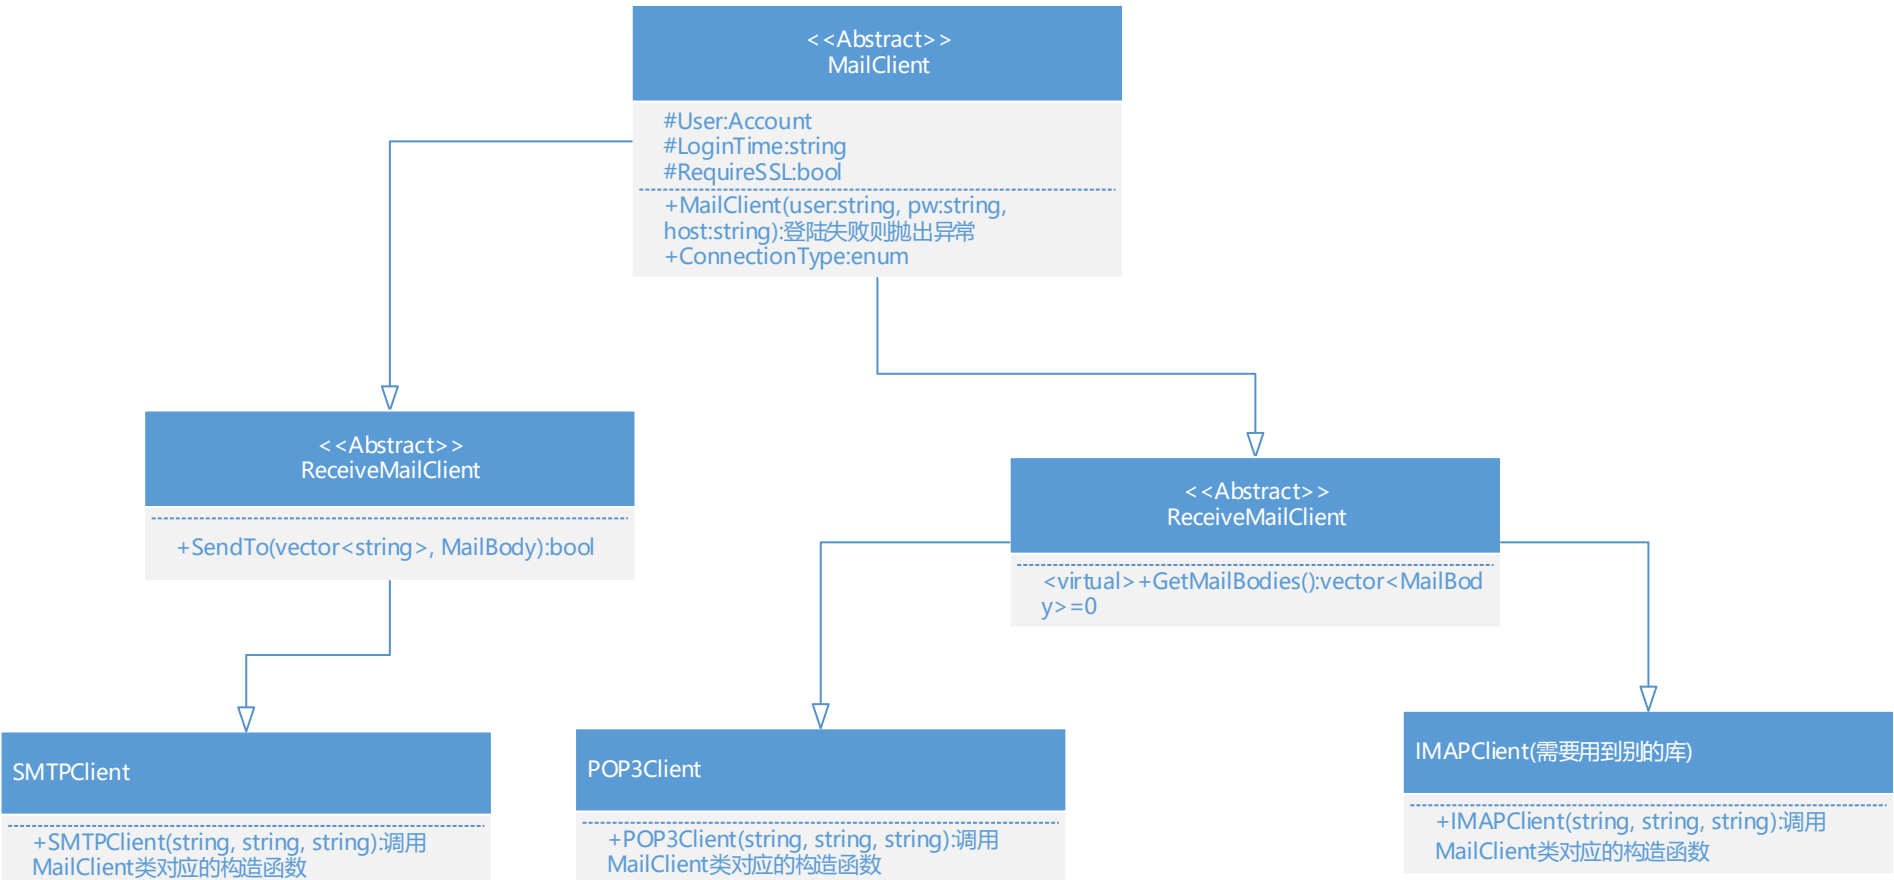 <<Abstract>>
MailClient
#User:Account
#LoginTime:string
#RequireSSL:bool
+MailClient(user:string, pw:string,
host:string):登陆失败则抛出异常
+ConnectionType:enum
<<Abstract>>
ReceiveMailClient
+SendTo(vector<string>, MailBody):bool
<<Abstract>>
ReceiveMailClient
<virtual>+GetMailBodies():vector<MailBod
y>=0
SMTPClient
+SMTPClient(string, string, string):调用
MailClient类对应的构造函数
POP3Client
+POP3Client(string, string, string):调用
MailClient类对应的构造函数
IMAPClient(需要用到别的库)
+IMAPClient(string, string, string):调用
MailClient类对应的构造函数